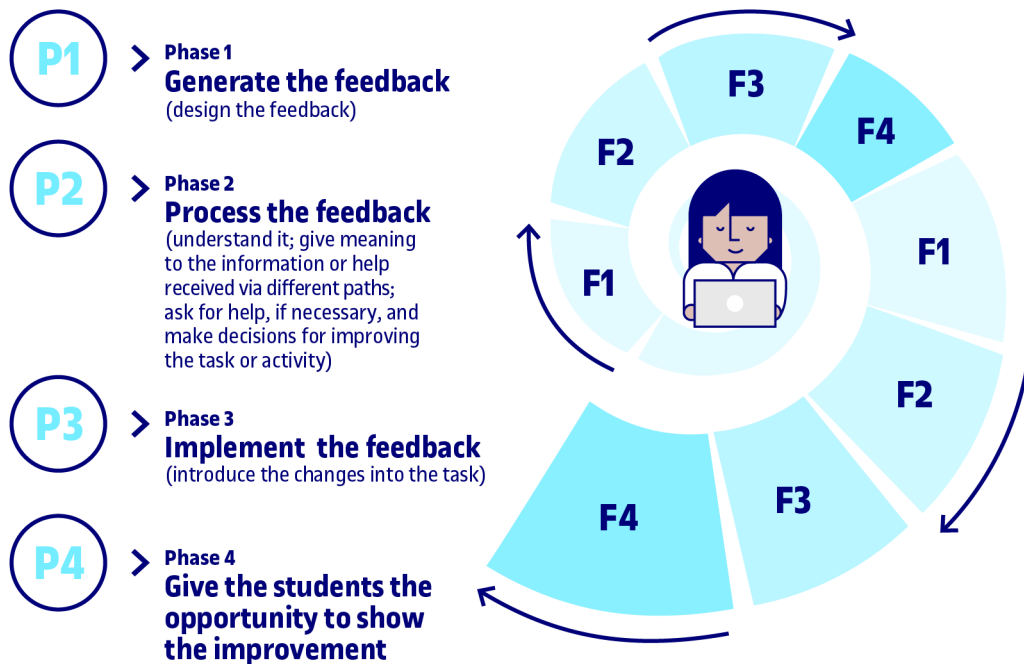 P1
Phase 1
Generate the feedback
(design the feedback)
P2
Phase 2
Process the feedback
(understand it; give meaning
to the information or help
received via different paths;
ask for help, if necessary, and
make decisions for improving
the task or activity)
P3
Phase 3
Implement the feedback
(introduce the changes into the task)
P4
Phase 4
Give the students the
opportunity to show
the improvement
F1
F2
F3
F4
F1
F2
F3
F4